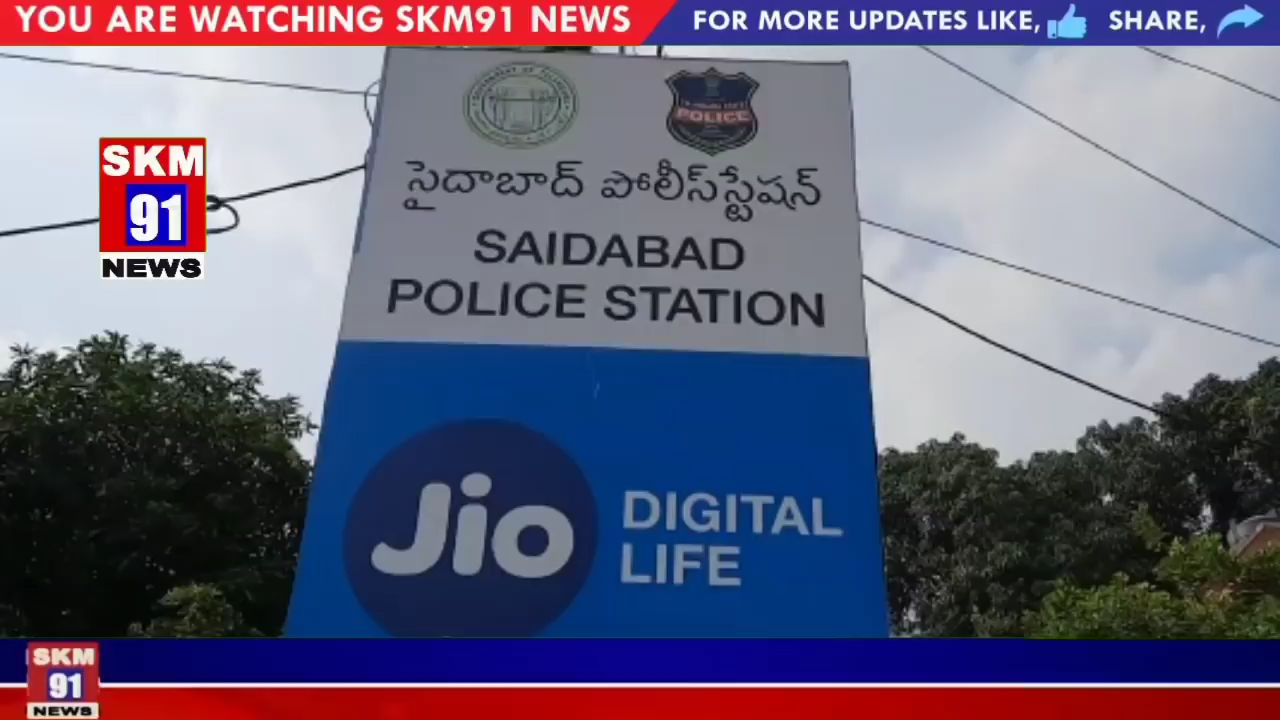 YOU ARE WATCHING SKM91 NEWS
FOR MORE UPDATES LIKE, SHARE,
POLICE
సైదాబాద్ పోలీస్‌స్టేషన్
SAIDABAD
POLICE STATION
SKM
91
NEWS
Jio
DIGITAL
LIFE
SKM
91
NEWS